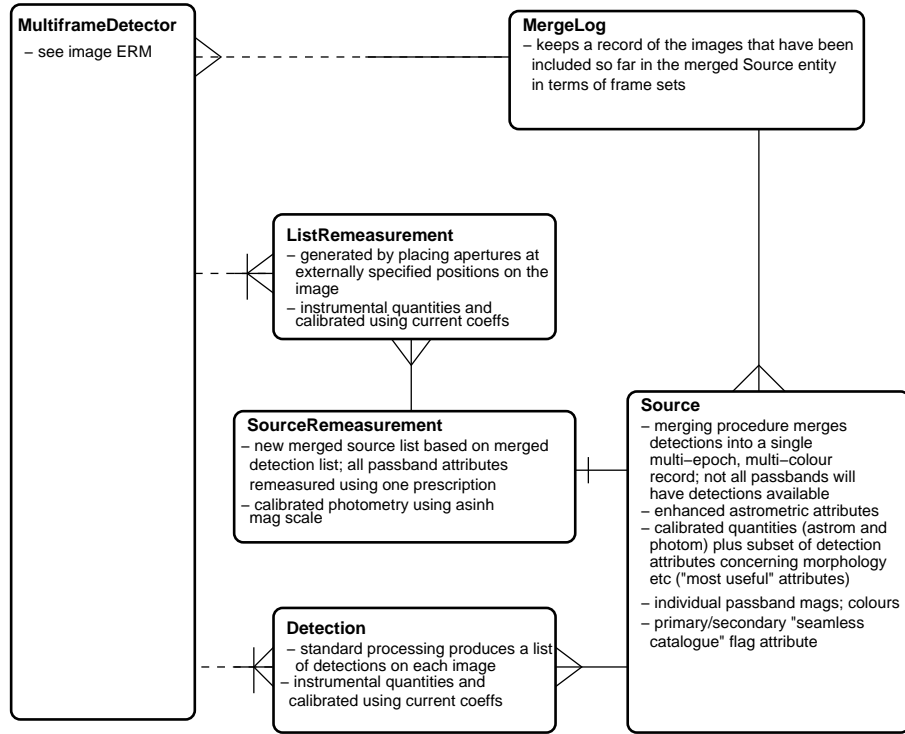 MultiframeDetector
– see image ERM
MergeLog
– keeps a record of the images that have been
included so far in the merged Source entity
in terms of frame sets
ListRemeasurement
– generated by placing apertures at
externally specified positions on the
image
– instrumental quantities and
calibrated using current coeffs
SourceRemeasurement
– new merged source list based on merged
detection list; all passband attributes
remeasured using one prescription
– calibrated photometry using asinh
mag scale
Source
– merging procedure merges
detections into a single
multi–epoch, multi–colour
record; not all passbands will
have detections available
– enhanced astrometric attributes
– calibrated quantities (astrom and
photom) plus subset of detection
attributes concerning morphology
etc ("most useful" attributes)
– individual passband mags; colours
– primary/secondary "seamless
catalogue" flag attribute
Detection
– standard processing produces a list
of detections on each image
– instrumental quantities and
calibrated using current coeffs